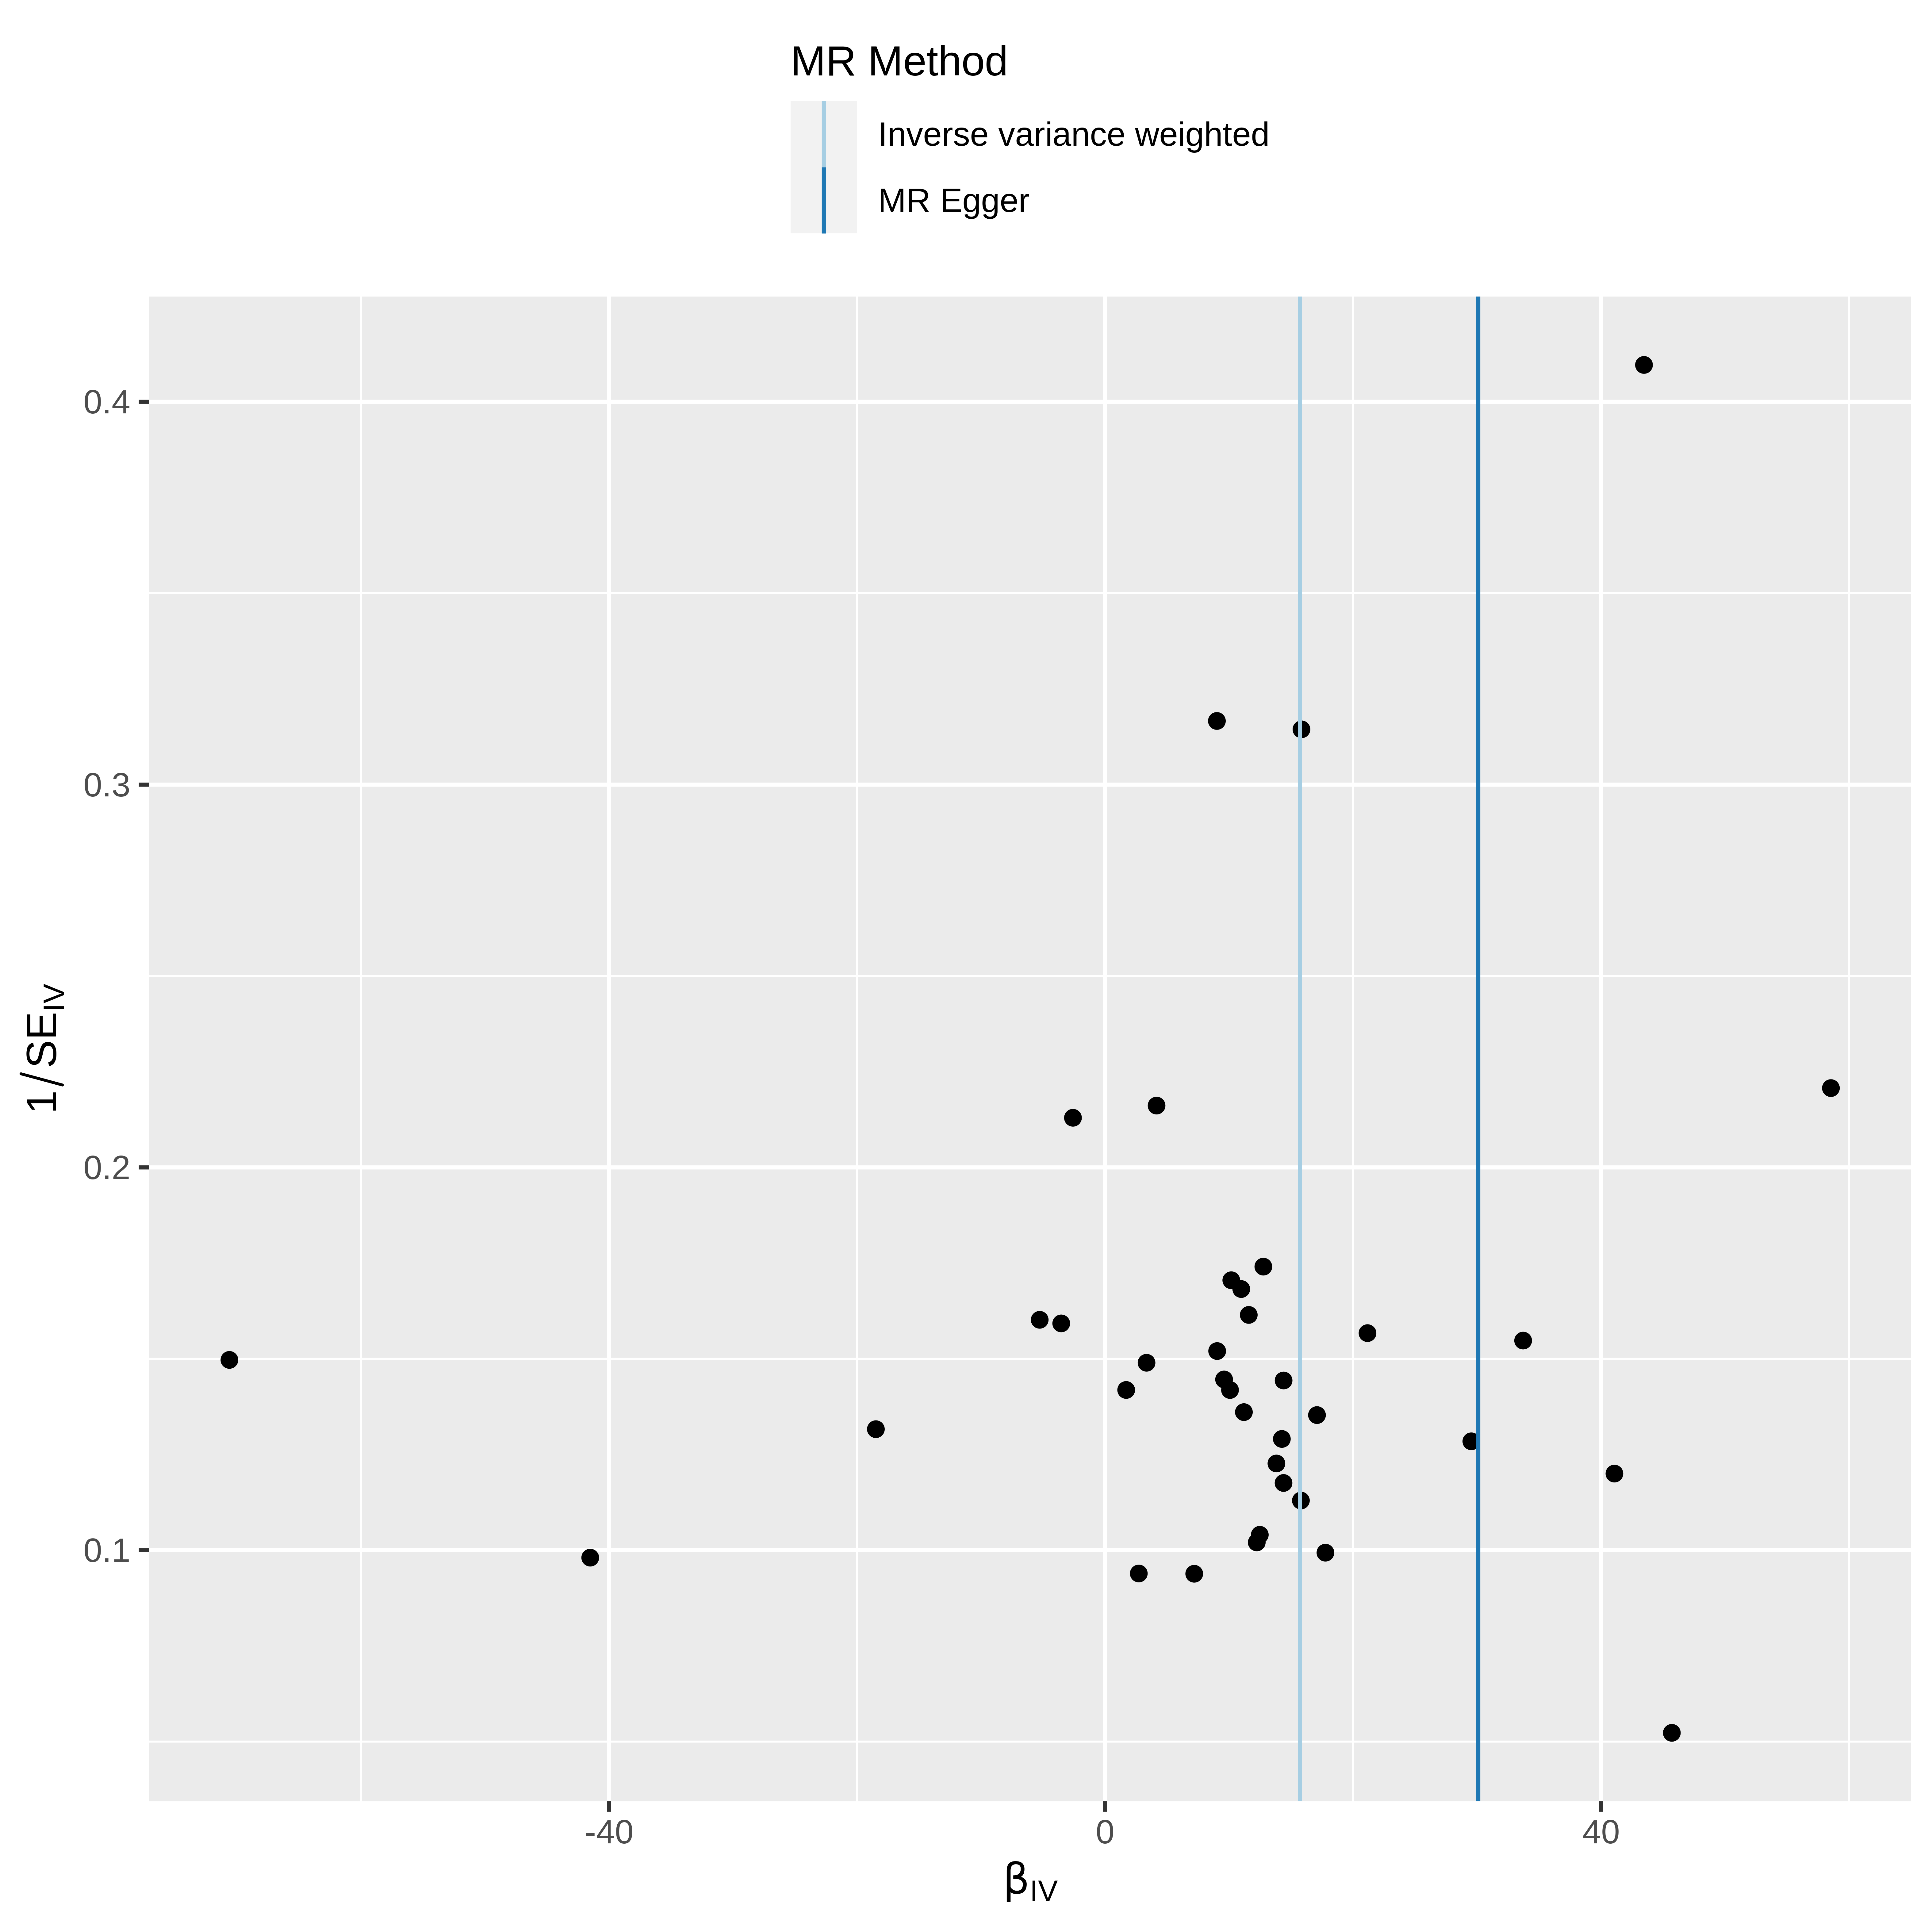 MR Method
Inverse variance weighted
MR Egger
0.4
0.3
0.2
0.1
1 / SE_IV
-40
0
40
β_IV